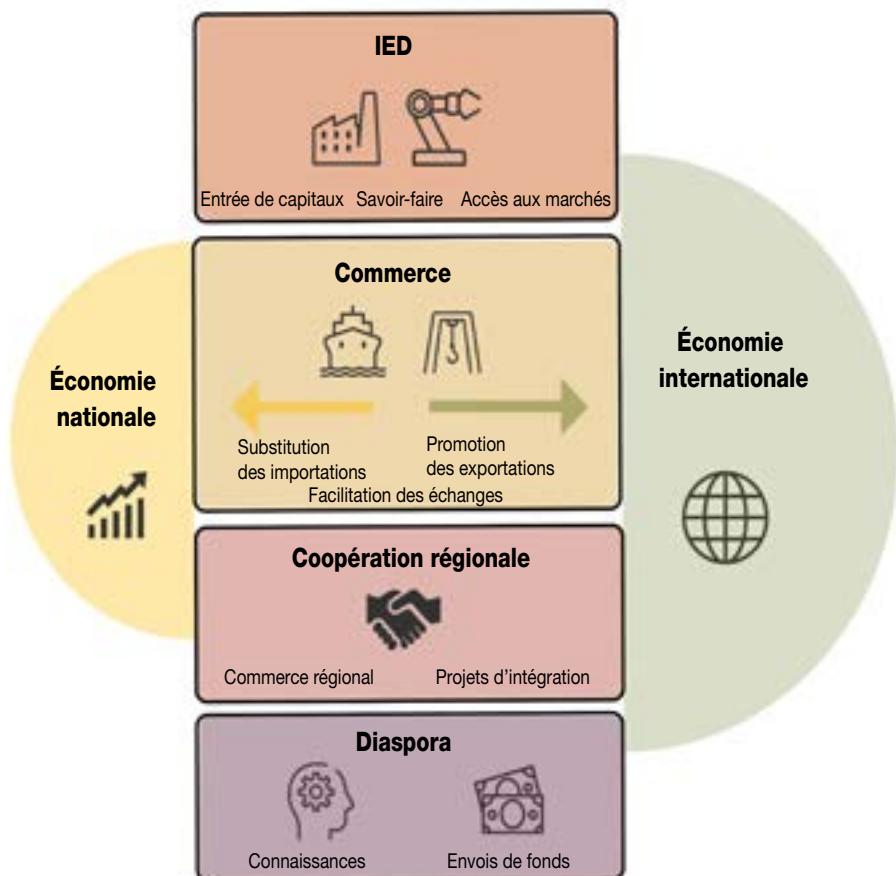 IED
Entrée de capitaux Savoir-faire Accès aux marchés
Commerce
Substitution
des importations
Promotion
des exportations
Facilitation des échanges
Économie
nationale
Économie
internationale
Coopération régionale
Commerce régional Projets d'intégration
Diaspora
Connaissances Envois de fonds